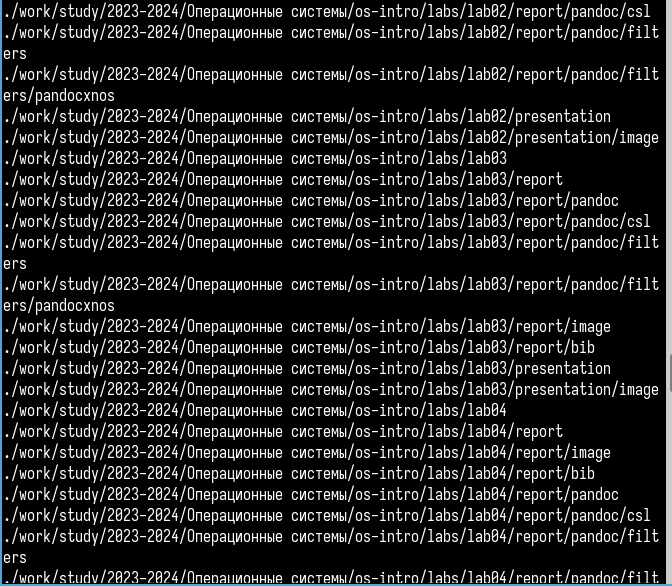 ./work/study/2023-2024/Операционные системы/os-intro/labs/lab02/report/pandoc/csl
./work/study/2023-2024/Операционные системы/os-intro/labs/lab02/report/pandoc/filt
ers
./work/study/2023-2024/Операционные системы/os-intro/labs/lab02/report/pandoc/filt
ers/pandocxnos
./work/study/2023-2024/Операционные системы/os-intro/labs/lab02/presentation
./work/study/2023-2024/Операционные системы/os-intro/labs/lab02/presentation/image
./work/study/2023-2024/Операционные системы/os-intro/labs/lab03
./work/study/2023-2024/Операционные системы/os-intro/labs/lab03/report
./work/study/2023-2024/Операционные системы/os-intro/labs/lab03/report/pandoc
./work/study/2023-2024/Операционные системы/os-intro/labs/lab03/report/pandoc/csl
./work/study/2023-2024/Операционные системы/os-intro/labs/lab03/report/pandoc/filt
ers
./work/study/2023-2024/Операционные системы/os-intro/labs/lab03/report/pandoc/filt
ers/pandocxnos
./work/study/2023-2024/Операционные системы/os-intro/labs/lab03/report/image
./work/study/2023-2024/Операционные системы/os-intro/labs/lab03/report/bib
./work/study/2023-2024/Операционные системы/os-intro/labs/lab03/presentation
./work/study/2023-2024/Операционные системы/os-intro/labs/lab03/presentation/image
./work/study/2023-2024/Операционные системы/os-intro/labs/lab04
./work/study/2023-2024/Операционные системы/os-intro/labs/lab04/report
./work/study/2023-2024/Операционные системы/os-intro/labs/lab04/report/image
./work/study/2023-2024/Операционные системы/os-intro/labs/lab04/report/bib
./work/study/2023-2024/Операционные системы/os-intro/labs/lab04/report/pandoc
./work/study/2023-2024/Операционные системы/os-intro/labs/lab04/report/pandoc/csl
./work/study/2023-2024/Операционные системы/os-intro/labs/lab04/report/pandoc/filt
ers
./work/study/2023-2024/Операционные системы/os-intro/labs/lab04/report/pandoc/filt